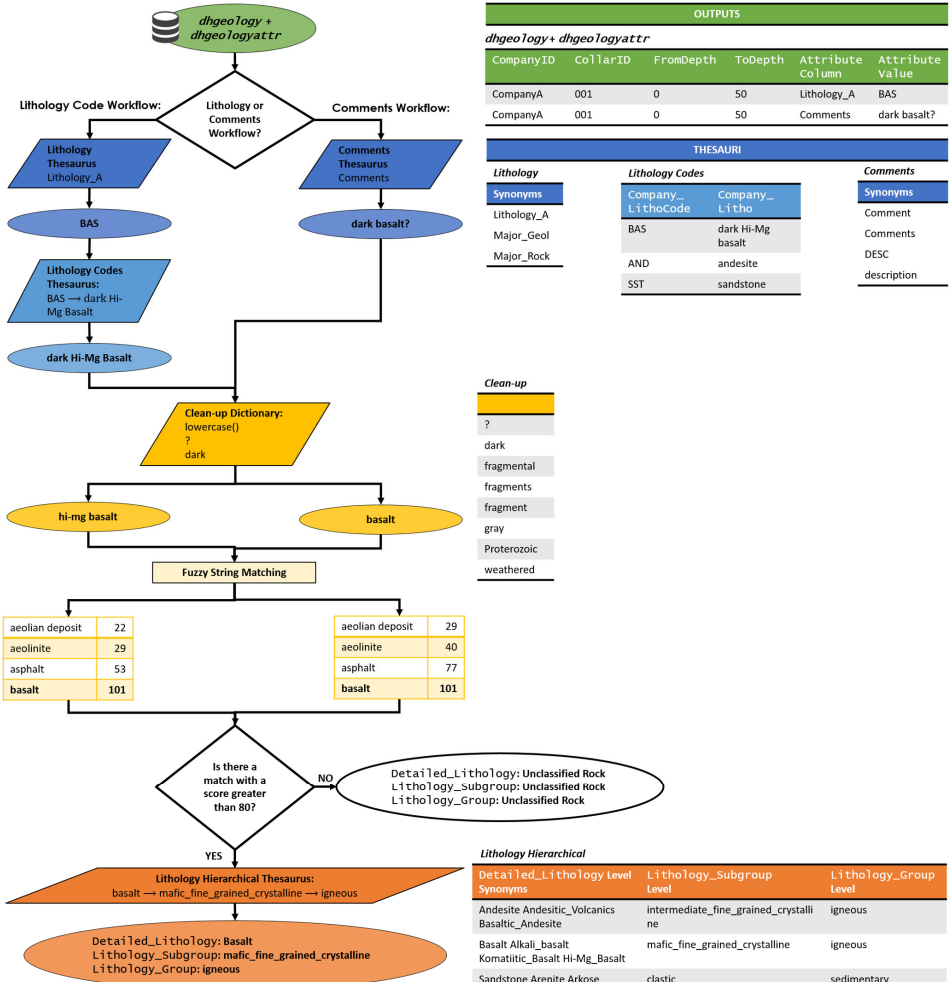 dhgeology +
dhgeologyattr
Lithology Code Workflow:
Lithology or
Comments
Workflow?
Comments Workflow:
Lithology
Thesaurus
Lithology_A
Comments
Thesaurus
Comments
BAS
dark basalt?
Lithology Codes
Thesaurus:
BAS → dark Hi-
Mg Basalt
dark Hi-Mg Basalt
Clean-up Dictionary:
lowercase()
?
dark
hi-mg basalt
basalt
Fuzzy String Matching
aeolian deposit 22
aeolinite 29
asphalt 53
basalt 101
aeolian deposit 29
aeolinite 40
asphalt 77
basalt 101
Is there a
match with a
score greater
than 80?
NO
Detailed_Lithology: Unclassified Rock
Lithology_Subgroup: Unclassified Rock
Lithology_Group: Unclassified Rock
YES
Lithology Hierarchical Thesaurus:
basalt → mafic_fine_grained_crystalline → igneous
Detailed_Lithology: Basalt
Lithology_Subgroup: mafic_fine_grained_crystalline
Lithology_Group: igneous
OUTPUTS
dhgeology+ dhgeologyattr
CompanyID CollarID FromDepth ToDepth Attribute Attribute
Column Value
CompanyA 001 0 50 Lithology_A BAS
CompanyA 001 0 50 Comments dark basalt?
THESAURI
Lithology
Synonyms
Lithology_A
Major_Geol
Major_Rock
Lithology Codes
Company_ Company_
LithoCode Litho
BAS dark Hi-Mg
basalt
AND andesite
SST sandstone
Comments
Synonyms
Comment
Comments
DESC
description
Clean-up
?
dark
fragmental
fragments
fragment
gray
Proterozoic
weathered
Lithology Hierarchical
Detailed_Lithology Level Lithology_Subgroup Lithology_Group
Synonyms Level Level
Andesite Andesitic_Volcanics intermediate_fine_grained_crystalli igneous
Basaltic_Andesite ne
Basalt Alkali_basalt mafic_fine_grained_crystalline igneous
Komatiitic_Basalt Hi-Mg_Basalt
Sandstone Arenite Arkose clastic sedimentary